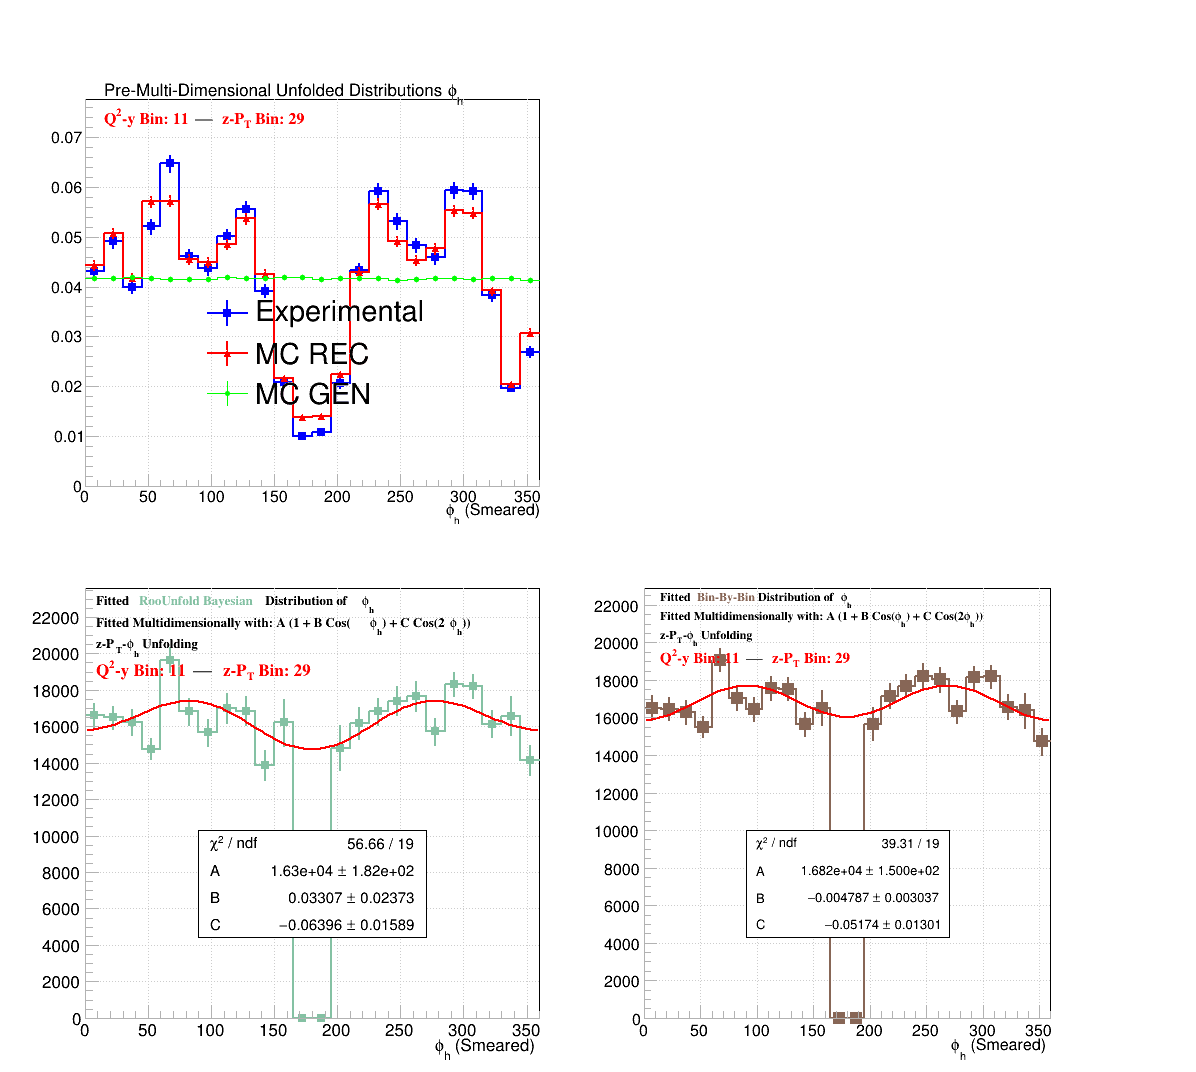 Pre-Multi-Dimensional Unfolded Distributions ϕh
Q2-y Bin: 11 — z-PT Bin: 29
0.07
0.06
0.05
0.04
0.03
0.02
0.01
0
Experimental
MC REC
MC GEN
0 50 100 150 200 250 300 350
ϕh (Smeared)
Fitted RooUnfold Bayesian Distribution of ϕh
Fitted Multidimensionally with: A (1 + B Cos( ϕh) + C Cos(2 ϕh))
z-PT-ϕh Unfolding
Q2-y Bin: 11 — z-PT Bin: 29
22000
20000
18000
16000
14000
12000
10000
8000
6000
4000
2000
0
χ2 / ndf 56.66 / 19
A 1.63e+04 ± 1.82e+02
B 0.03307 ± 0.02373
C −0.06396 ± 0.01589
0 50 100 150 200 250 300 350
ϕh (Smeared)
Fitted Bin-By-Bin Distribution of ϕh
Fitted Multidimensionally with: A (1 + B Cos(ϕh) + C Cos(2ϕh))
z-PT-ϕh Unfolding
Q2-y Bin: 11 — z-PT Bin: 29
22000
20000
18000
16000
14000
12000
10000
8000
6000
4000
2000
0
χ2 / ndf 39.31 / 19
A 1.682e+04 ± 1.500e+02
B −0.004787 ± 0.003037
C −0.05174 ± 0.01301
0 50 100 150 200 250 300 350
ϕh (Smeared)